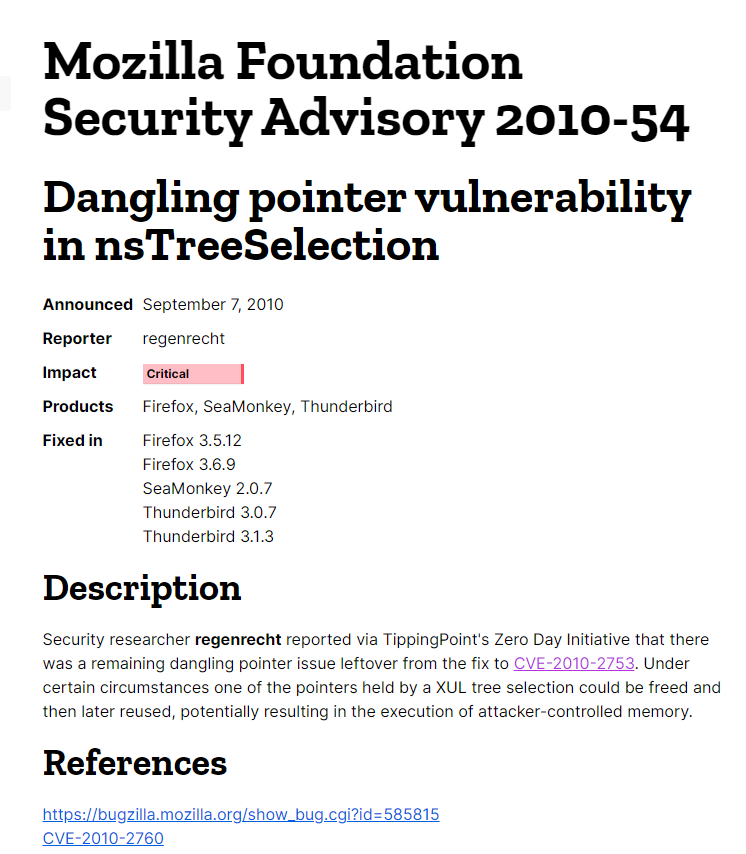 Mozilla Foundation
Security Advisory 2010-54
Dangling pointer vulnerability
in nsTreeSelection
Announced September 7, 2010
Reporter regenrecht
Impact Critical
Products Firefox, SeaMonkey, Thunderbird
Fixed in Firefox 3.5.12
Firefox 3.6.9
SeaMonkey 2.0.7
Thunderbird 3.0.7
Thunderbird 3.1.3
Description
Security researcher regenrecht reported via TippingPoint's Zero Day Initiative that there
was a remaining dangling pointer issue leftover from the fix to CVE-2010-2753. Under
certain circumstances one of the pointers held by a XUL tree selection could be freed and
then later reused, potentially resulting in the execution of attacker-controlled memory.
References
https://bugzilla.mozilla.org/show_bug.cgi?id=585815
CVE-2010-2760